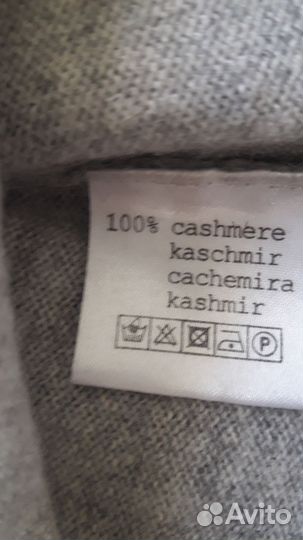 100% cashmere
kaschmir
cachemira
kashmir
P
Avito